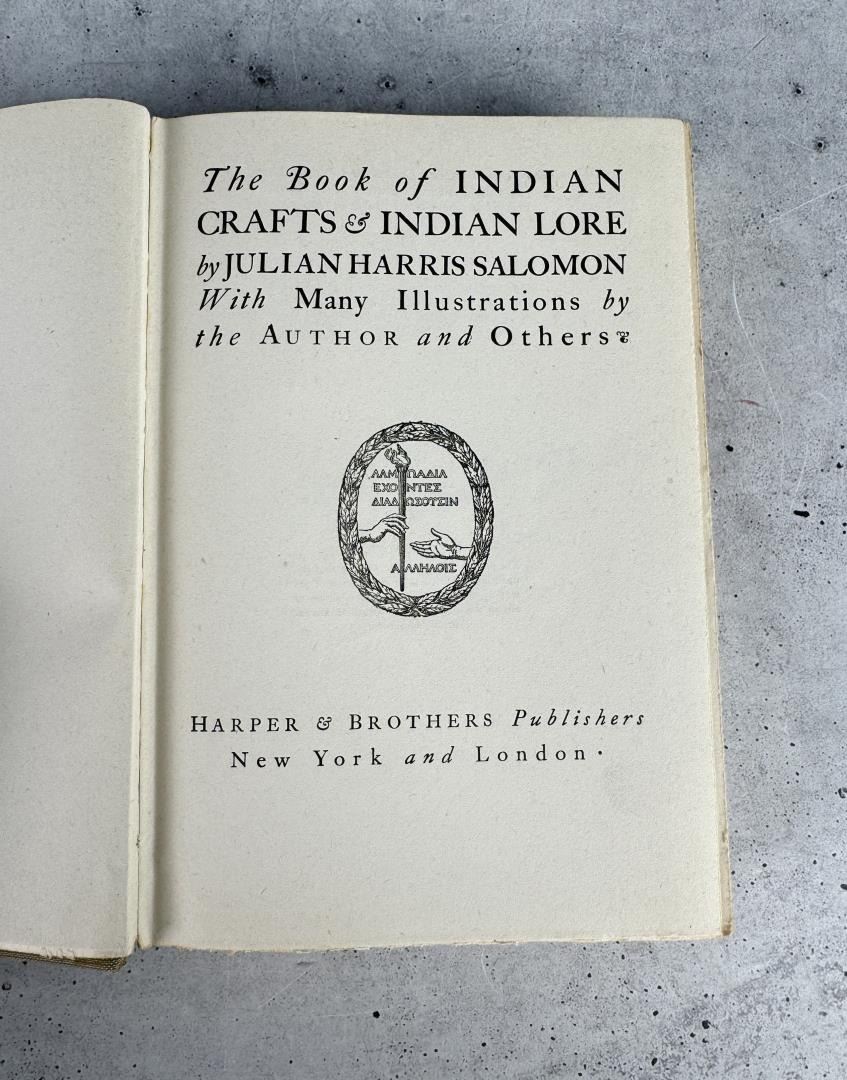 The Book of INDIAN
CRAFTS & INDIAN LORE
by JULIAN HARRIS SALOMON
With Many Illustrations by
the AUTHOR and Others
ΛΑΜΠΑΔΙΑ
ΕΧΟΝΤΕΣ
ΔΙΑΔΩΣΟΥΣΙΝ
ΑΛΛΗΛΟΙΣ
HARPER & BROTHERS Publishers
New York and London